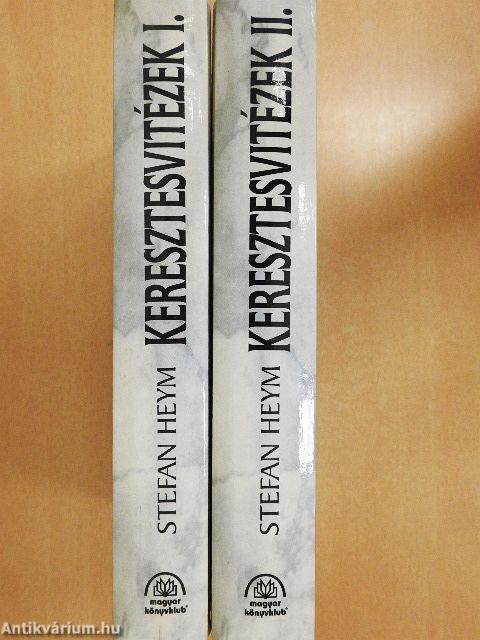 STEFAN HEYM KERESZTESVITÉZEK I.
magyar
könyvklub
STEFAN HEYM KERESZTESVITÉZEK II.
magyar
könyvklub
Antikvárium.hu